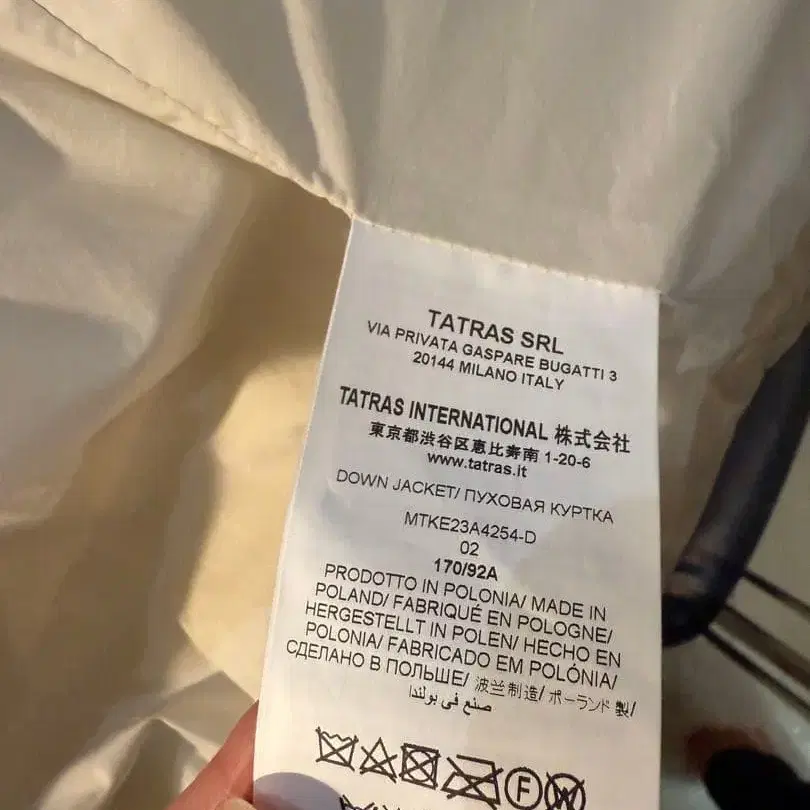 TATRAS SRL
VIA PRIVATA GASPARE BUGATTI 3
20144 MILANO ITALY
TATRAS INTERNATIONAL 株式会社
東京都渋谷区恵比寿南 1-20-6
www.tatras.it
DOWN JACKET/ ПУХОВАЯ КУРТКА
MTKE23A4254-D
02
170/92A
PRODOTTO IN POLONIA/ MADE IN
POLAND/ FABRIQUÉ EN POLOGNE/
HERGESTELLT IN POLEN/ HECHO EN
POLONIA/ FABRICADO EM POLÓNIA/
СДЕЛАНО В ПОЛЬШЕ/ 波兰制造/ ポーランド 製/
صنع في بولندا
F W